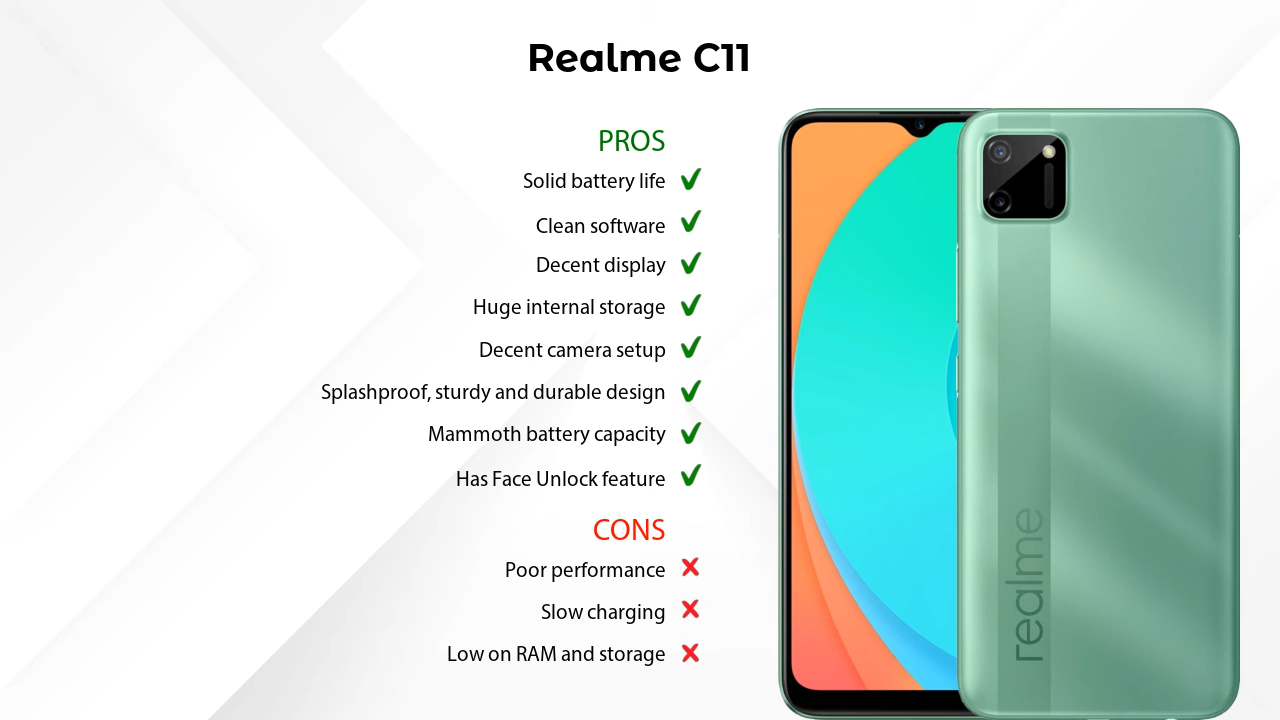 Realme C11
PROS
Solid battery life
Clean software
Decent display
Huge internal storage
Decent camera setup
Splashproof, sturdy and durable design
Mammoth battery capacity
Has Face Unlock feature
CONS
Poor performance
Slow charging
Low on RAM and storage
realme